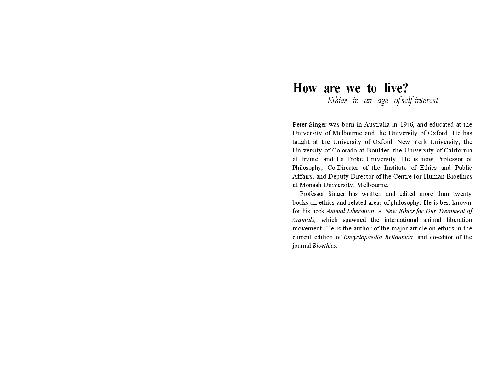 How are we to live?
Ethics in an age of self-interest
Peter Singer was born in Australia in 1946, and educated at the
University of Melbourne and the University of Oxford. He has
taught at the University of Oxford, New York University, the
University of Colorado at Boulder, the University of California
at Irvine, and La Trobe University. He is now Professor of
Philosophy, Co-Director of the Institute of Ethics and Public
Affairs, and Deputy Director of the Centre for Human Bioethics
at Monash University, Melbourne.
Professor Singer has written and edited more than twenty
books on ethics and related areas of philosophy. He is best known
for his book Animal Liberation: A New Ethics for Our Treatment of
Animals, which spawned the international animal liberation
movement. He is the author of the major article on ethics in the
current edition of Encyclopaedia Britannica, and co-editor of the
journal Bioethics.